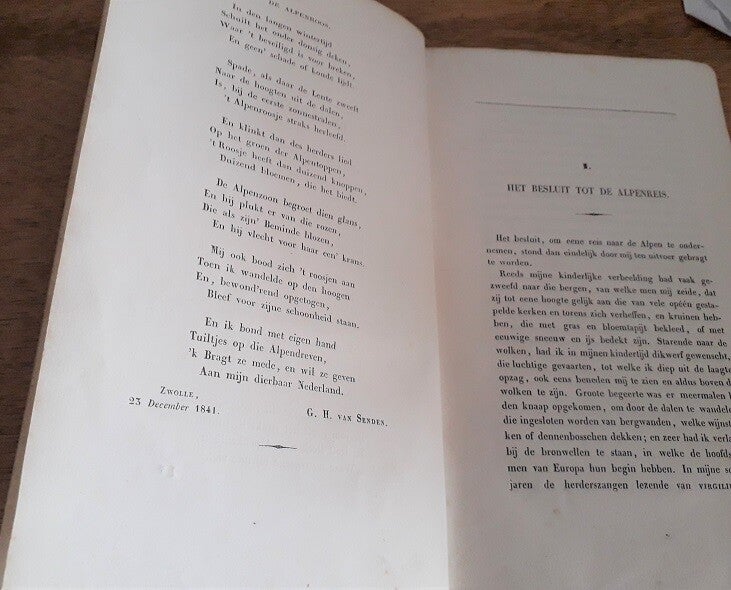 DE ALPENROOS.
In den langen wintertijd
Schuilt het onder donsig deken,
Waar 't beveiligd is voor breken,
En geen' schade of koude lijdt.
Spade, als daar de Lente zweeft
Naar de hoogten uit de dalen,
Is, bij de eerste zonnestralen,
't Alpenroosje straks herleefd.
En klinkt dan des herders lied
Op het groen der Alpentoppen,
't Roosje heeft dan duizend knoppen,
Duizend bloemen, die het biedt.
De Alpenzoon begroet dien glans,
En hij plukt er van die rozen,
Die als zijn' Beminde blozen,
En hij vlecht voor haar een' krans.
Mij ook bood zich 't roosjen aan
Toen ik wandelde op den hoogen
En, bewond'rend opgetogen,
Bleef voor zijne schoonheid staan.
En ik bond met eigen hand
Tuiltjes op die Alpendreven,
'k Bragt ze mede, en wil ze geven
Aan mijn dierbaar Nederland.
Zwolle,
23 December 1841.
G. H. van Senden.
I.
HET BESLUIT TOT DE ALPENREIS.
Het besluit, om eene reis naar de Alpen te onder-
nemen, stond dan eindelijk door mij ten uitvoer gebragt
te worden.
Reeds mijne kinderlijke verbeelding had vaak ge-
zweefd naar die bergen, van welke men mij zeide, dat
zij tot eene hoogte gelijk aan die van vele opéén gesta-
pelde kerken en torens zich verheffen, en kruinen heb-
ben, die met gras en bloemtapijt bekleed, of met
eeuwige sneeuw en ijs bedekt zijn. Starende naar de
wolken, had ik in mijnen kindertijd dikwerf gewenscht,
die luchtige gevaarten, tot welke ik diep uit de laagte
opzag, ook eens beneden mij te zien en aldus boven de
wolken te zijn. Groote begeerte was er meermalen b
den knaap opgekomen, om door de dalen te wandele
die ingesloten worden van bergwanden, welke wijnst
ken of dennenbosschen dekken; en zeer had ik verla
bij de bronwellen te staan, in welke de hoofds
men van Europa hun begin hebben. In mijne sc
jaren de herderszangen lezende van VIRGILI